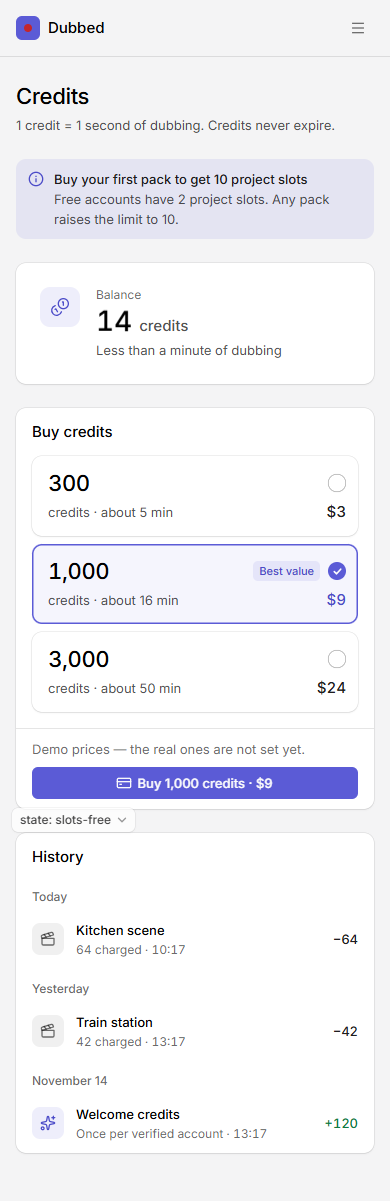 Dubbed
Credits
1 credit = 1 second of dubbing. Credits never expire.
Buy your first pack to get 10 project slots
Free accounts have 2 project slots. Any pack
raises the limit to 10.
Balance
14 credits
Less than a minute of dubbing
Buy credits
300
credits · about 5 min
$3
1,000
Best value
credits · about 16 min
$9
3,000
credits · about 50 min
$24
Demo prices — the real ones are not set yet.
Buy 1,000 credits · $9
state: slots-free
History
Today
Kitchen scene
64 charged · 10:17
−64
Yesterday
Train station
42 charged · 13:17
−42
November 14
Welcome credits
Once per verified account · 13:17
+120